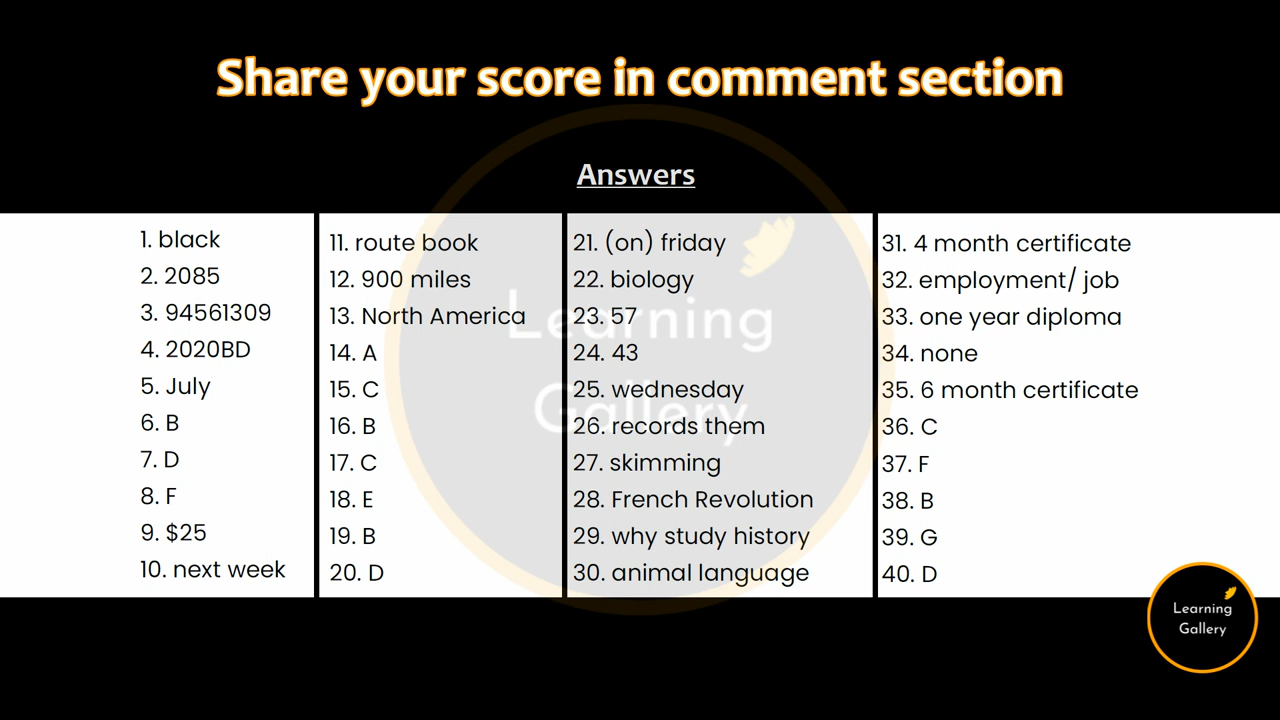 Share your score in comment section
Answers
1. black
2. 2085
3. 94561309
4. 2020BD
5. July
6. B
7. D
8. F
9. $25
10. next week
11. route book
12. 900 miles
13. North America
14. A
15. C
16. B
17. C
18. E
19. B
20. D
21. (on) friday
22. biology
23. 57
24. 43
25. wednesday
26. records them
27. skimming
28. French Revolution
29. why study history
30. animal language
31. 4 month certificate
32. employment/ job
33. one year diploma
34. none
35. 6 month certificate
36. C
37. F
38. B
39. G
40. D
Learning
Gallery
Learning
Gallery